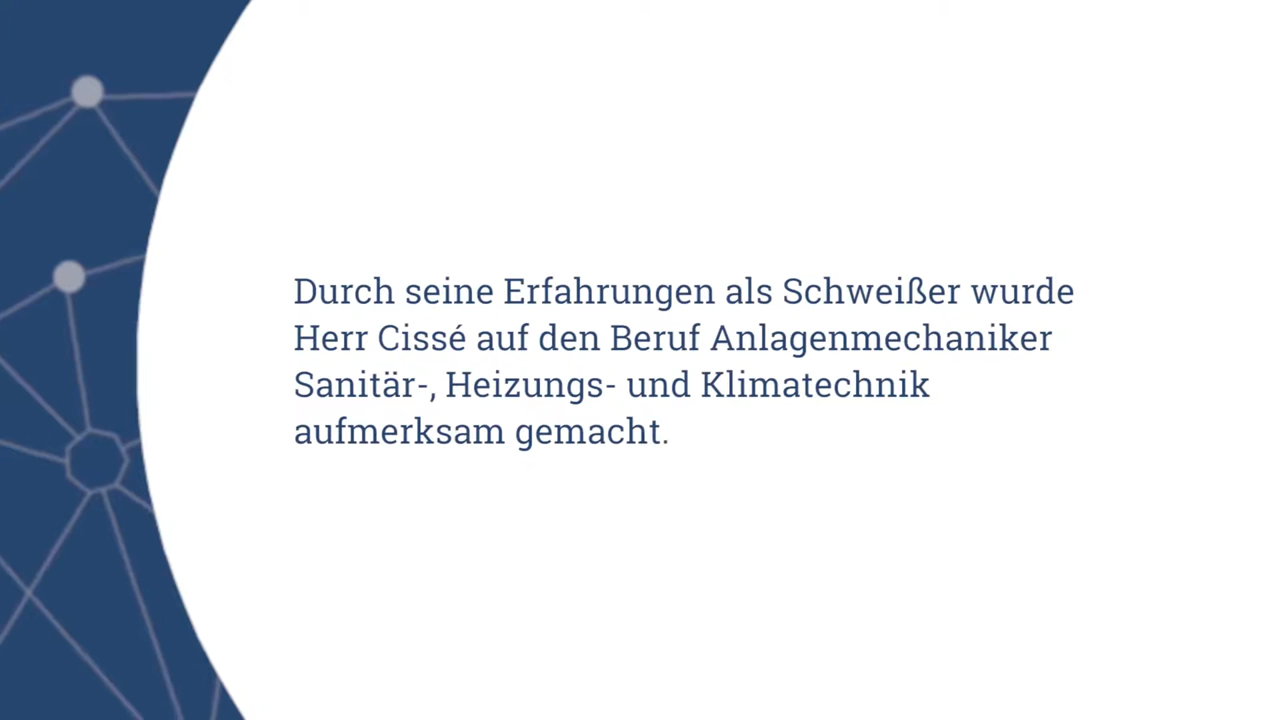 Durch seine Erfahrungen als Schweißer wurde
Herr Cissé auf den Beruf Anlagenmechaniker
Sanitär-, Heizungs- und Klimatechnik
aufmerksam gemacht.